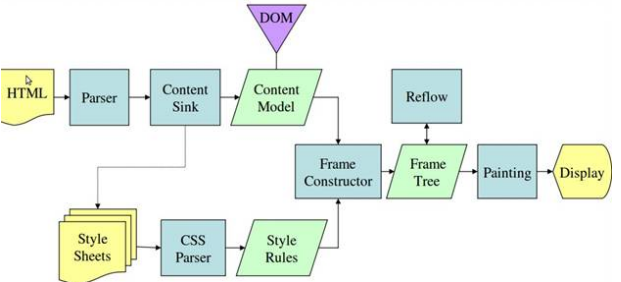 DOM
HTML
Parser
Content
Sink
Content
Model
Reflow
Frame
Constructor
Frame
Tree
Painting
Display
Style
Sheets
CSS
Parser
Style
Rules